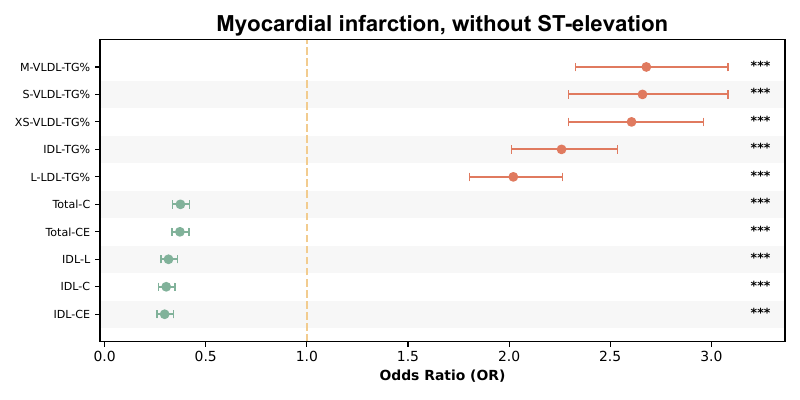 Myocardial infarction, without ST-elevation
M-VLDL-TG% ***
S-VLDL-TG% ***
XS-VLDL-TG% ***
IDL-TG% ***
L-LDL-TG% ***
Total-C ***
Total-CE ***
IDL-L ***
IDL-C ***
IDL-CE ***
0.0 0.5 1.0 1.5 2.0 2.5 3.0
Odds Ratio (OR)